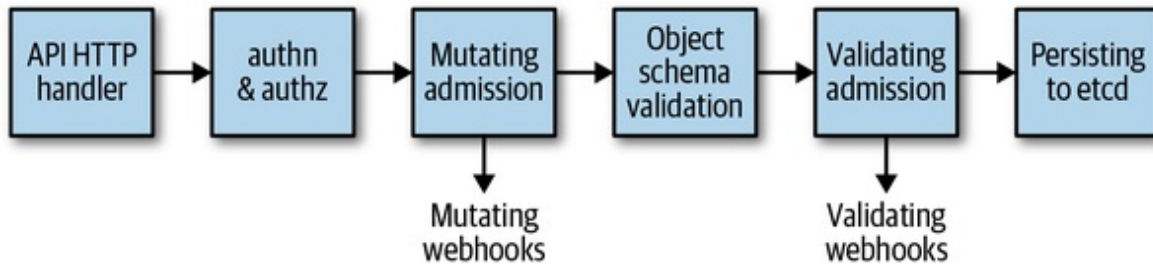 API HTTP
handler
authn
& authz
Mutating
admission
Object
schema
validation
Validating
admission
Persisting
to etcd
Mutating
webhooks
Validating
webhooks